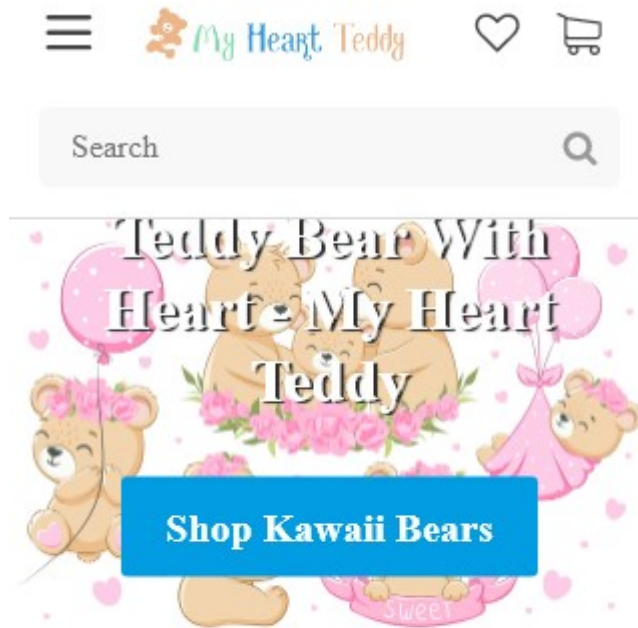 My Heart Teddy
Search
Teddy Bear With
Heart - My Heart
Teddy
Shop Kawaii Bears
SWEET